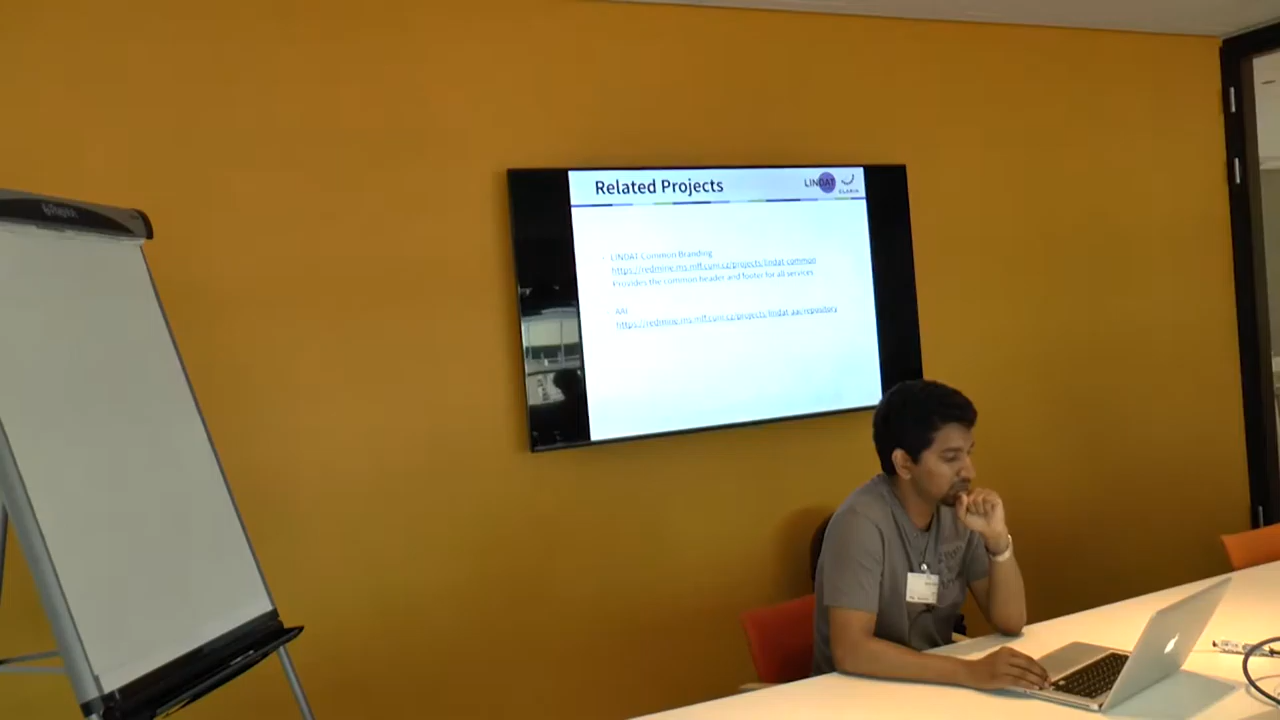 Related Projects
LINDAT
CLARIN
LINDAT Common Branding
https://redmine.ms.mff.cuni.cz/projects/lindat-common
Provides the common header and footer for all services
AAI
https://redmine.ms.mff.cuni.cz/projects/lindat-aai-repository